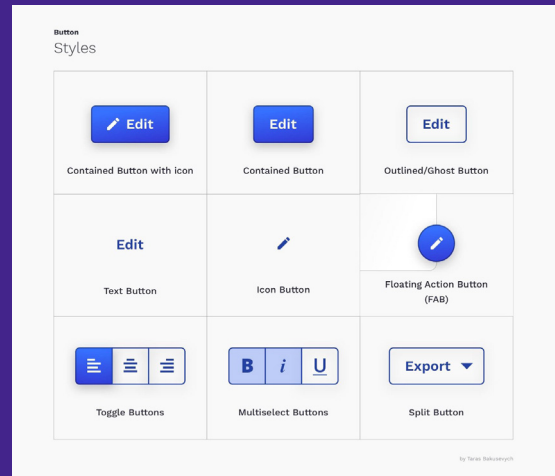 Button
Styles
Edit
Edit
Edit
Contained Button with icon
Contained Button
Outlined/Ghost Button
Edit
Text Button
Icon Button
Floating Action Button
(FAB)
B i U
Export
Toggle Buttons
Multiselect Buttons
Split Button
by Taras Bakusevych